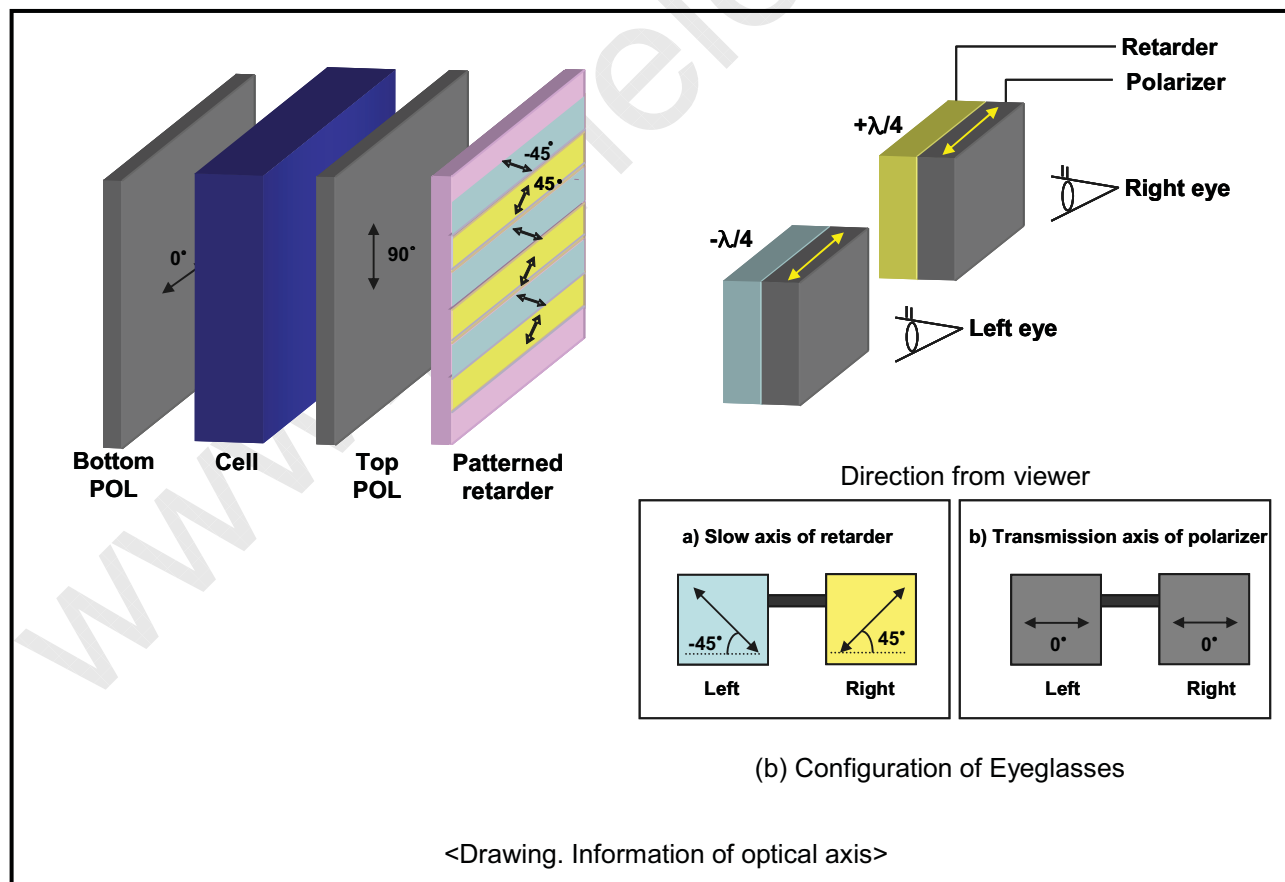 Retarder
Polarizer
+λ/4
Right eye
-λ/4
Left eye
-45°
45°
0°
90°
Bottom
POL
Cell
Top
POL
Patterned
retarder
Direction from viewer
a) Slow axis of retarder
-45°
45°
Left
Right
b) Transmission axis of polarizer
0°
0°
Left
Right
(b) Configuration of Eyeglasses
<Drawing. Information of optical axis>